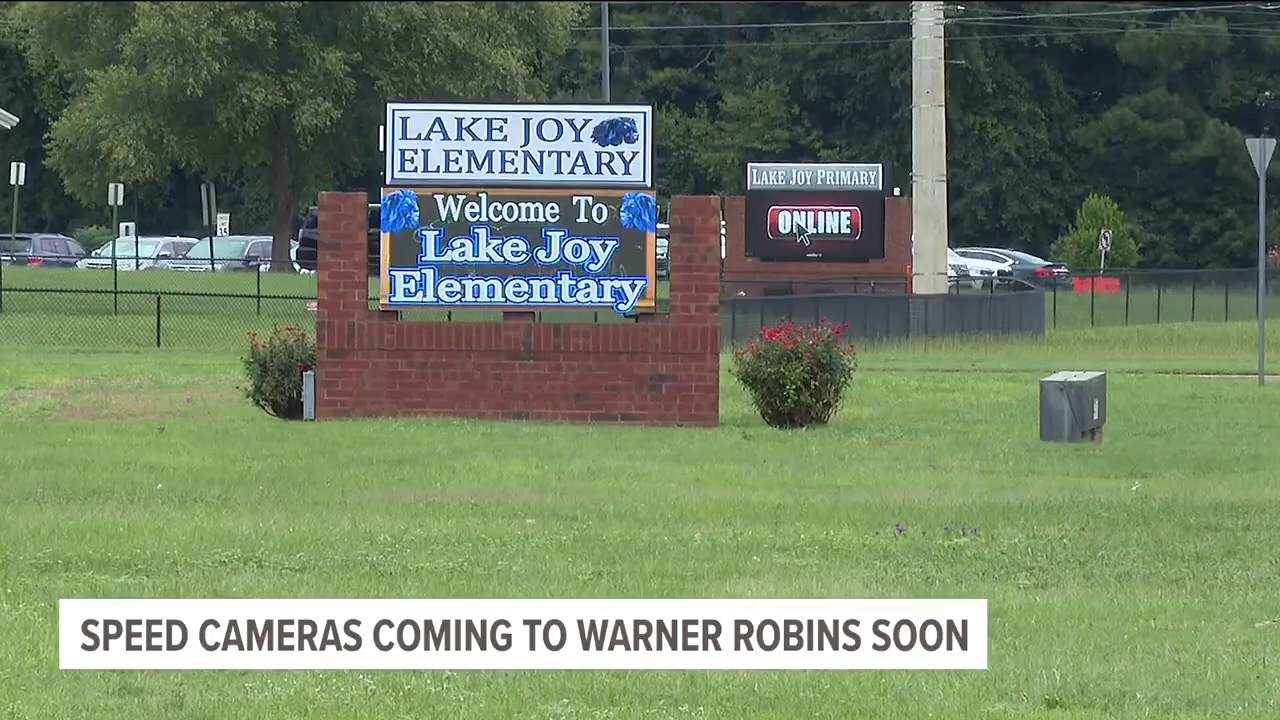 LAKE JOY
ELEMENTARY
Welcome To
Lake Joy
Elementary
LAKE JOY PRIMARY
ONLINE
SPEED CAMERAS COMING TO WARNER ROBINS SOON